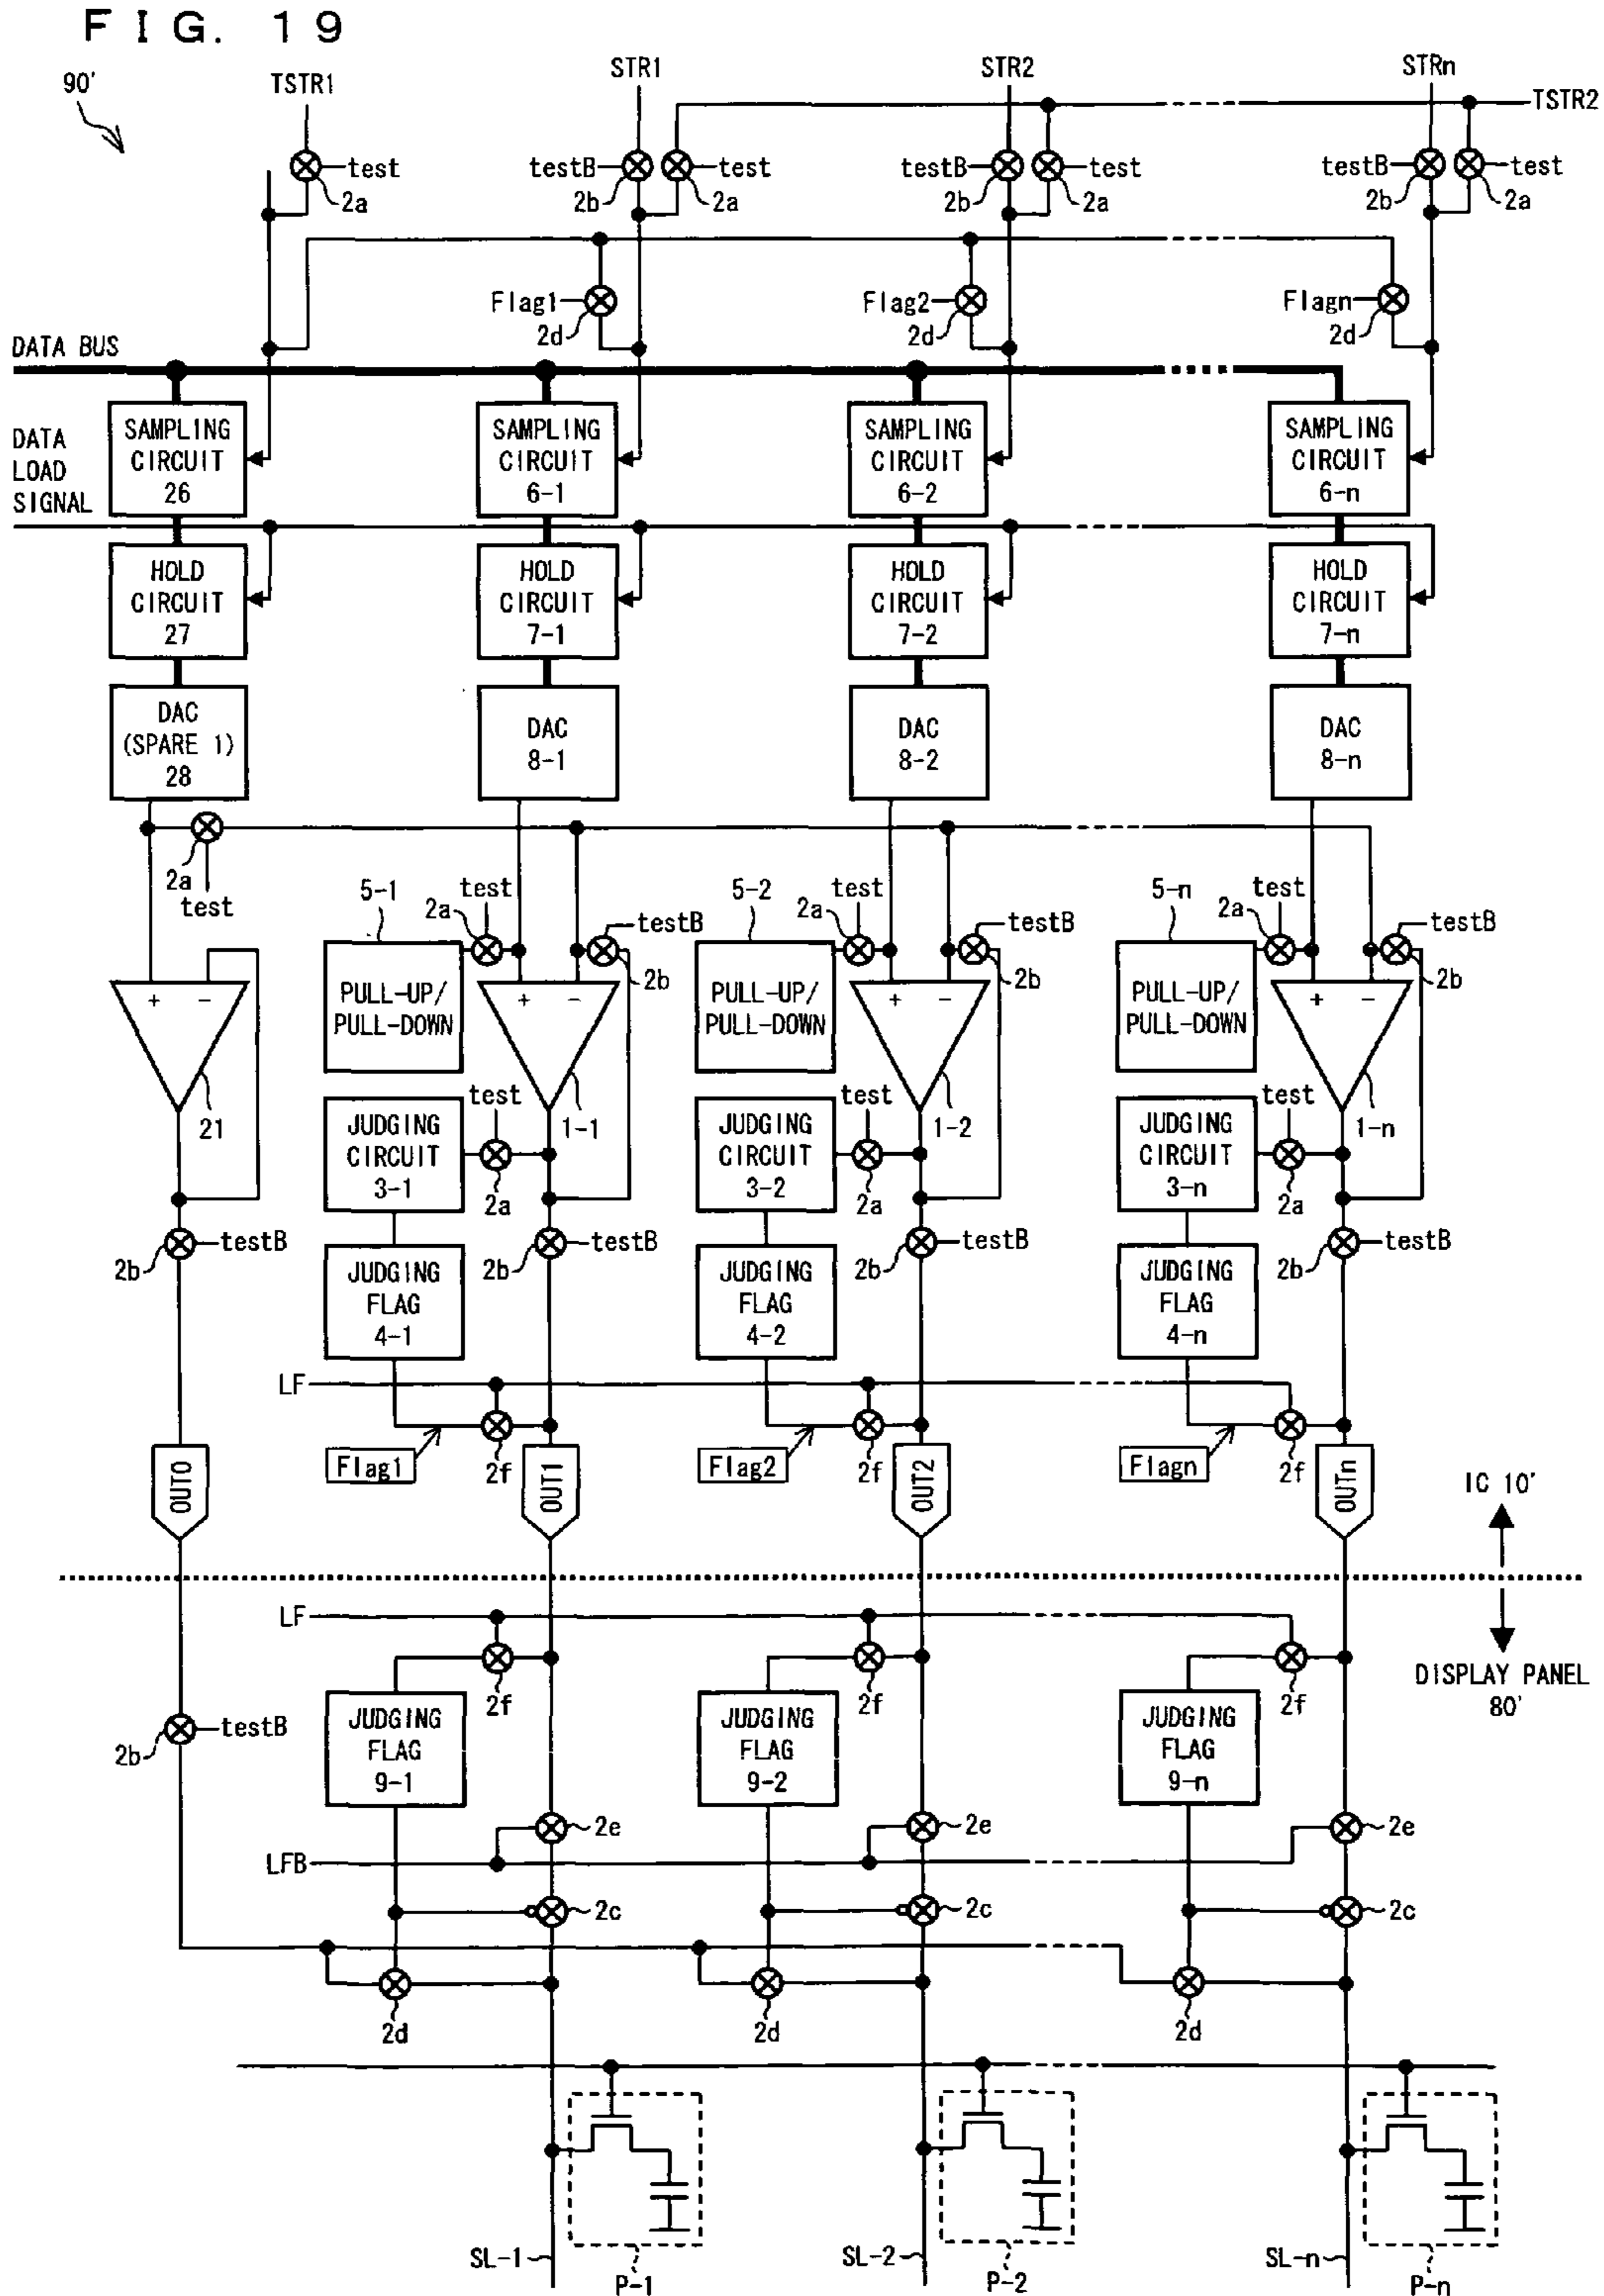 FIG. 19
90'
TSTR1
STR1
STR2
STRn
TSTR2
test
testB
test
testB
test
testB
test
2a
2b
2a
2b
2a
2b
2a
Flag1
Flag2
Flagn
2d
2d
2d
DATA BUS
DATA
LOAD
SIGNAL
SAMPLING
CIRCUIT
26
SAMPLING
CIRCUIT
6-1
SAMPLING
CIRCUIT
6-2
SAMPLING
CIRCUIT
6-n
HOLD
CIRCUIT
27
HOLD
CIRCUIT
7-1
HOLD
CIRCUIT
7-2
HOLD
CIRCUIT
7-n
DAC
(SPARE 1)
28
DAC
8-1
DAC
8-2
DAC
8-n
2a
test
5-1
test
2a
testB
2b
5-2
test
2a
testB
2b
5-n
test
2a
testB
2b
+ −
21
PULL-UP/
PULL-DOWN
+ −
1-1
PULL-UP/
PULL-DOWN
+ −
1-2
PULL-UP/
PULL-DOWN
+ −
1-n
JUDGING
CIRCUIT
3-1
test
2a
JUDGING
CIRCUIT
3-2
test
2a
JUDGING
CIRCUIT
3-n
test
2a
testB
2b
JUDGING
FLAG
4-1
testB
2b
JUDGING
FLAG
4-2
testB
2b
JUDGING
FLAG
4-n
testB
2b
LF
Flag1
2f
Flag2
2f
Flagn
2f
OUT0
OUT1
OUT2
OUTn
IC 10'
LF
DISPLAY PANEL
80'
2f
2f
2f
testB
2b
JUDGING
FLAG
9-1
JUDGING
FLAG
9-2
JUDGING
FLAG
9-n
2e
2e
2e
LFB
2c
2c
2c
2d
2d
2d
SL-1
P-1
SL-2
P-2
SL-n
P-n